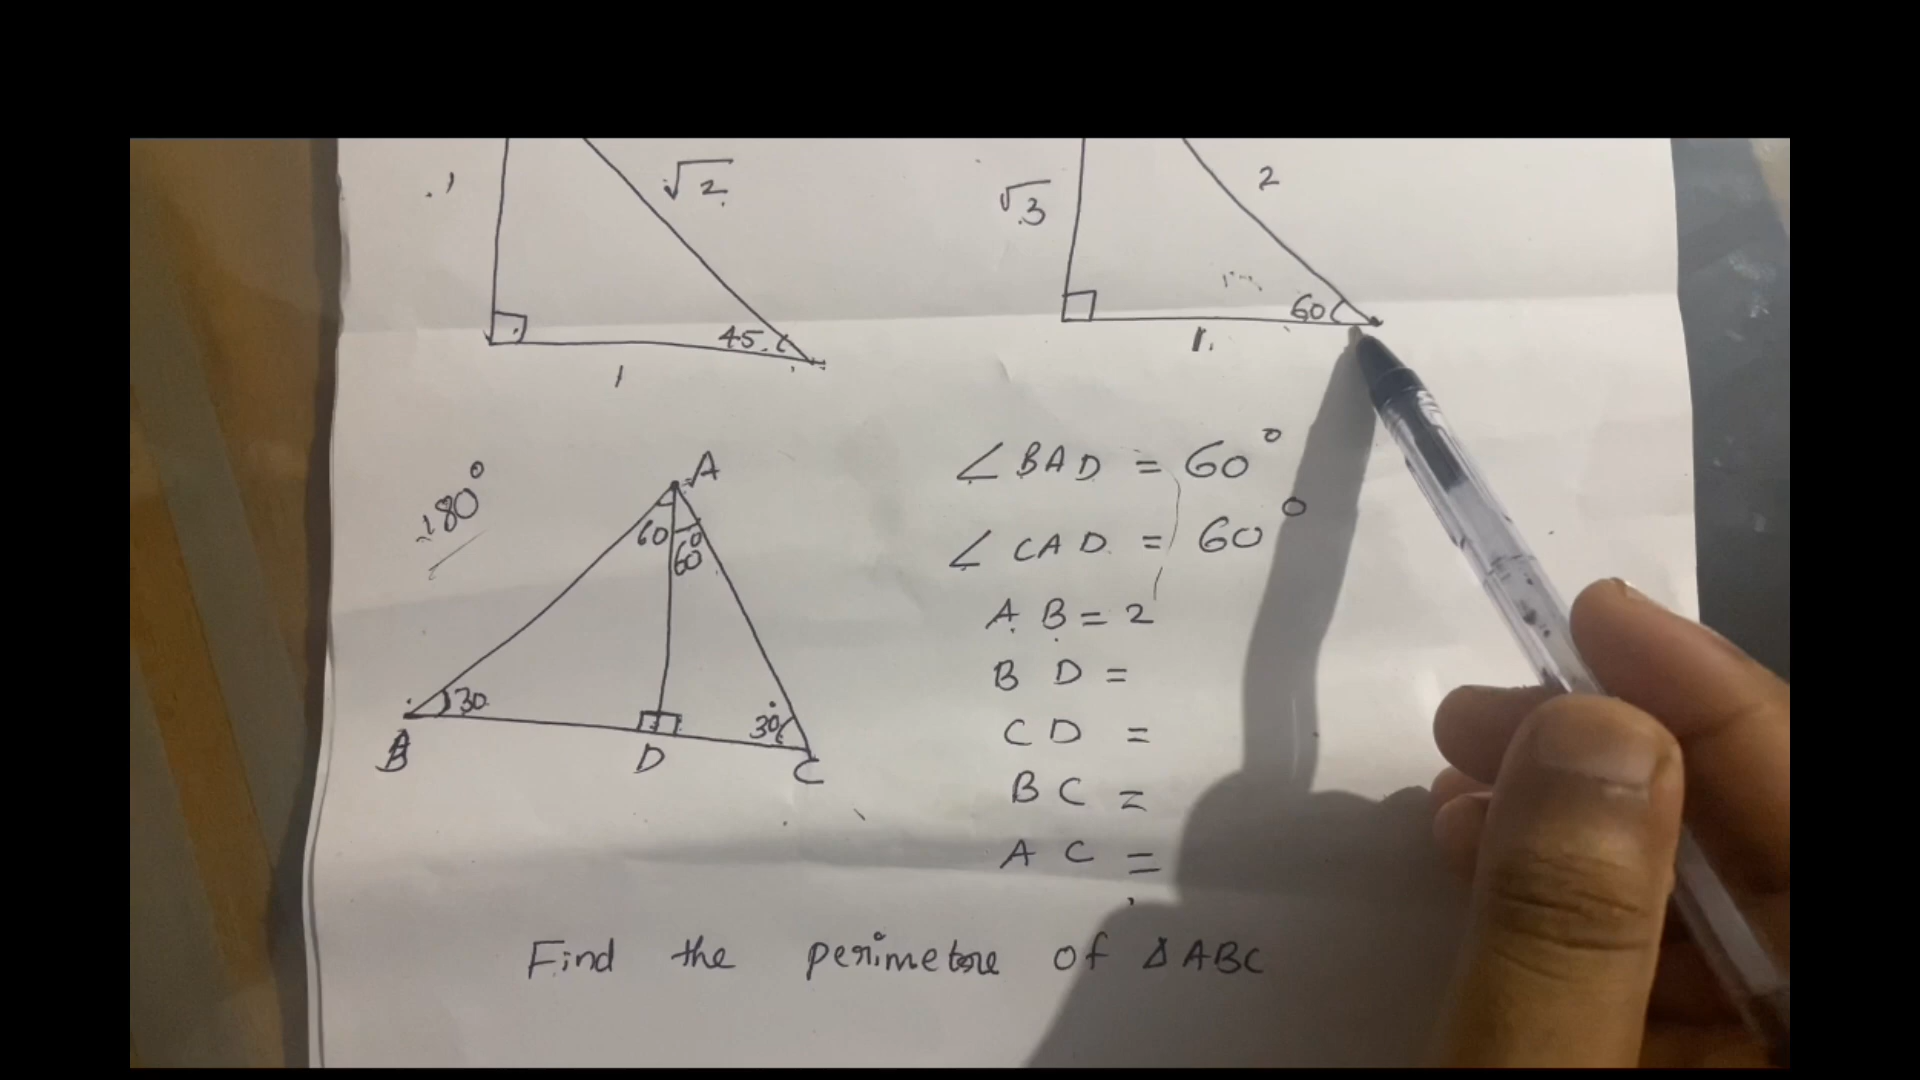 1
√2
45
1
√3
2
60
1
180°
A
60
60
30
30
B
D
C
∠BAD = 60°
∠CAD = 60°
AB = 2
BD =
CD =
BC =
AC =
Find the perimetore of ΔABC